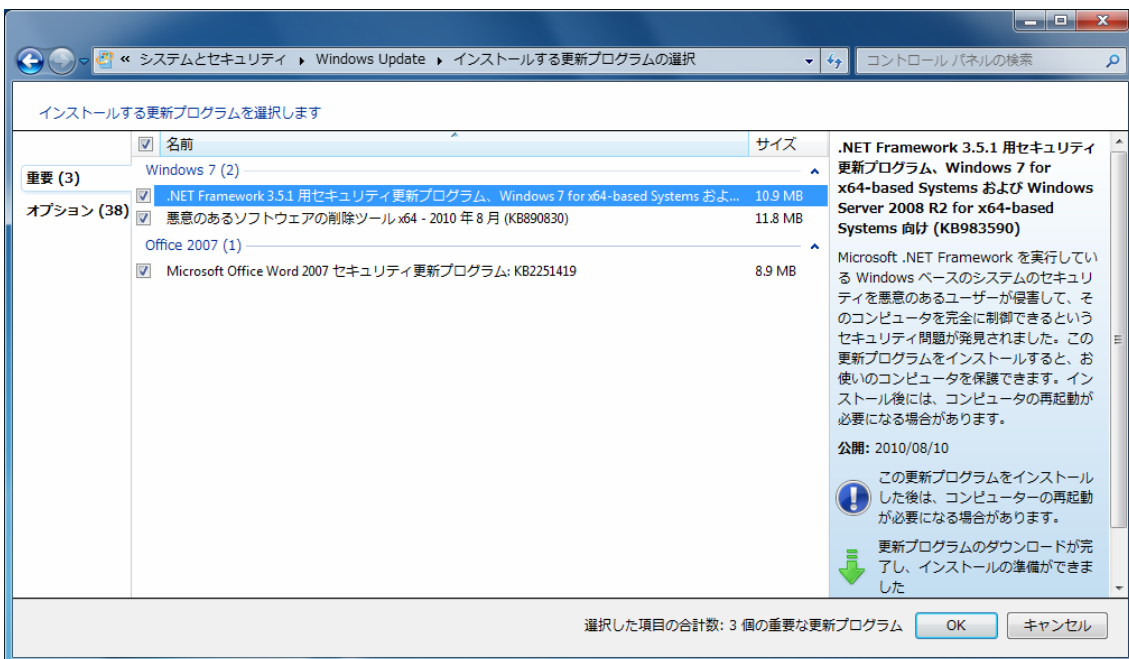 « システムとセキュリティ ▸ Windows Update ▸ インストールする更新プログラムの選択
コントロール パネルの検索
インストールする更新プログラムを選択します
重要 (3)
オプション (38)
名前 サイズ
Windows 7 (2)
.NET Framework 3.5.1 用セキュリティ更新プログラム、Windows 7 for x64-based Systems およ... 10.9 MB
悪意のあるソフトウェアの削除ツール x64 - 2010 年 8 月 (KB890830) 11.8 MB
Office 2007 (1)
Microsoft Office Word 2007 セキュリティ更新プログラム: KB2251419 8.9 MB
.NET Framework 3.5.1 用セキュリティ
更新プログラム、Windows 7 for
x64-based Systems および Windows
Server 2008 R2 for x64-based
Systems 向け (KB983590)
Microsoft .NET Framework を実行してい
る Windows ベースのシステムのセキュリ
ティを悪意のあるユーザーが侵害して、そ
のコンピュータを完全に制御できるという
セキュリティ問題が発見されました。この
更新プログラムをインストールすると、お
使いのコンピュータを保護できます。イン
ストール後には、コンピュータの再起動が
必要になる場合があります。
公開: 2010/08/10
この更新プログラムをインストール
した後は、コンピューターの再起動
が必要になる場合があります。
更新プログラムのダウンロードが完
了し、インストールの準備ができま
した
選択した項目の合計数: 3 個の重要な更新プログラム
OK
キャンセル